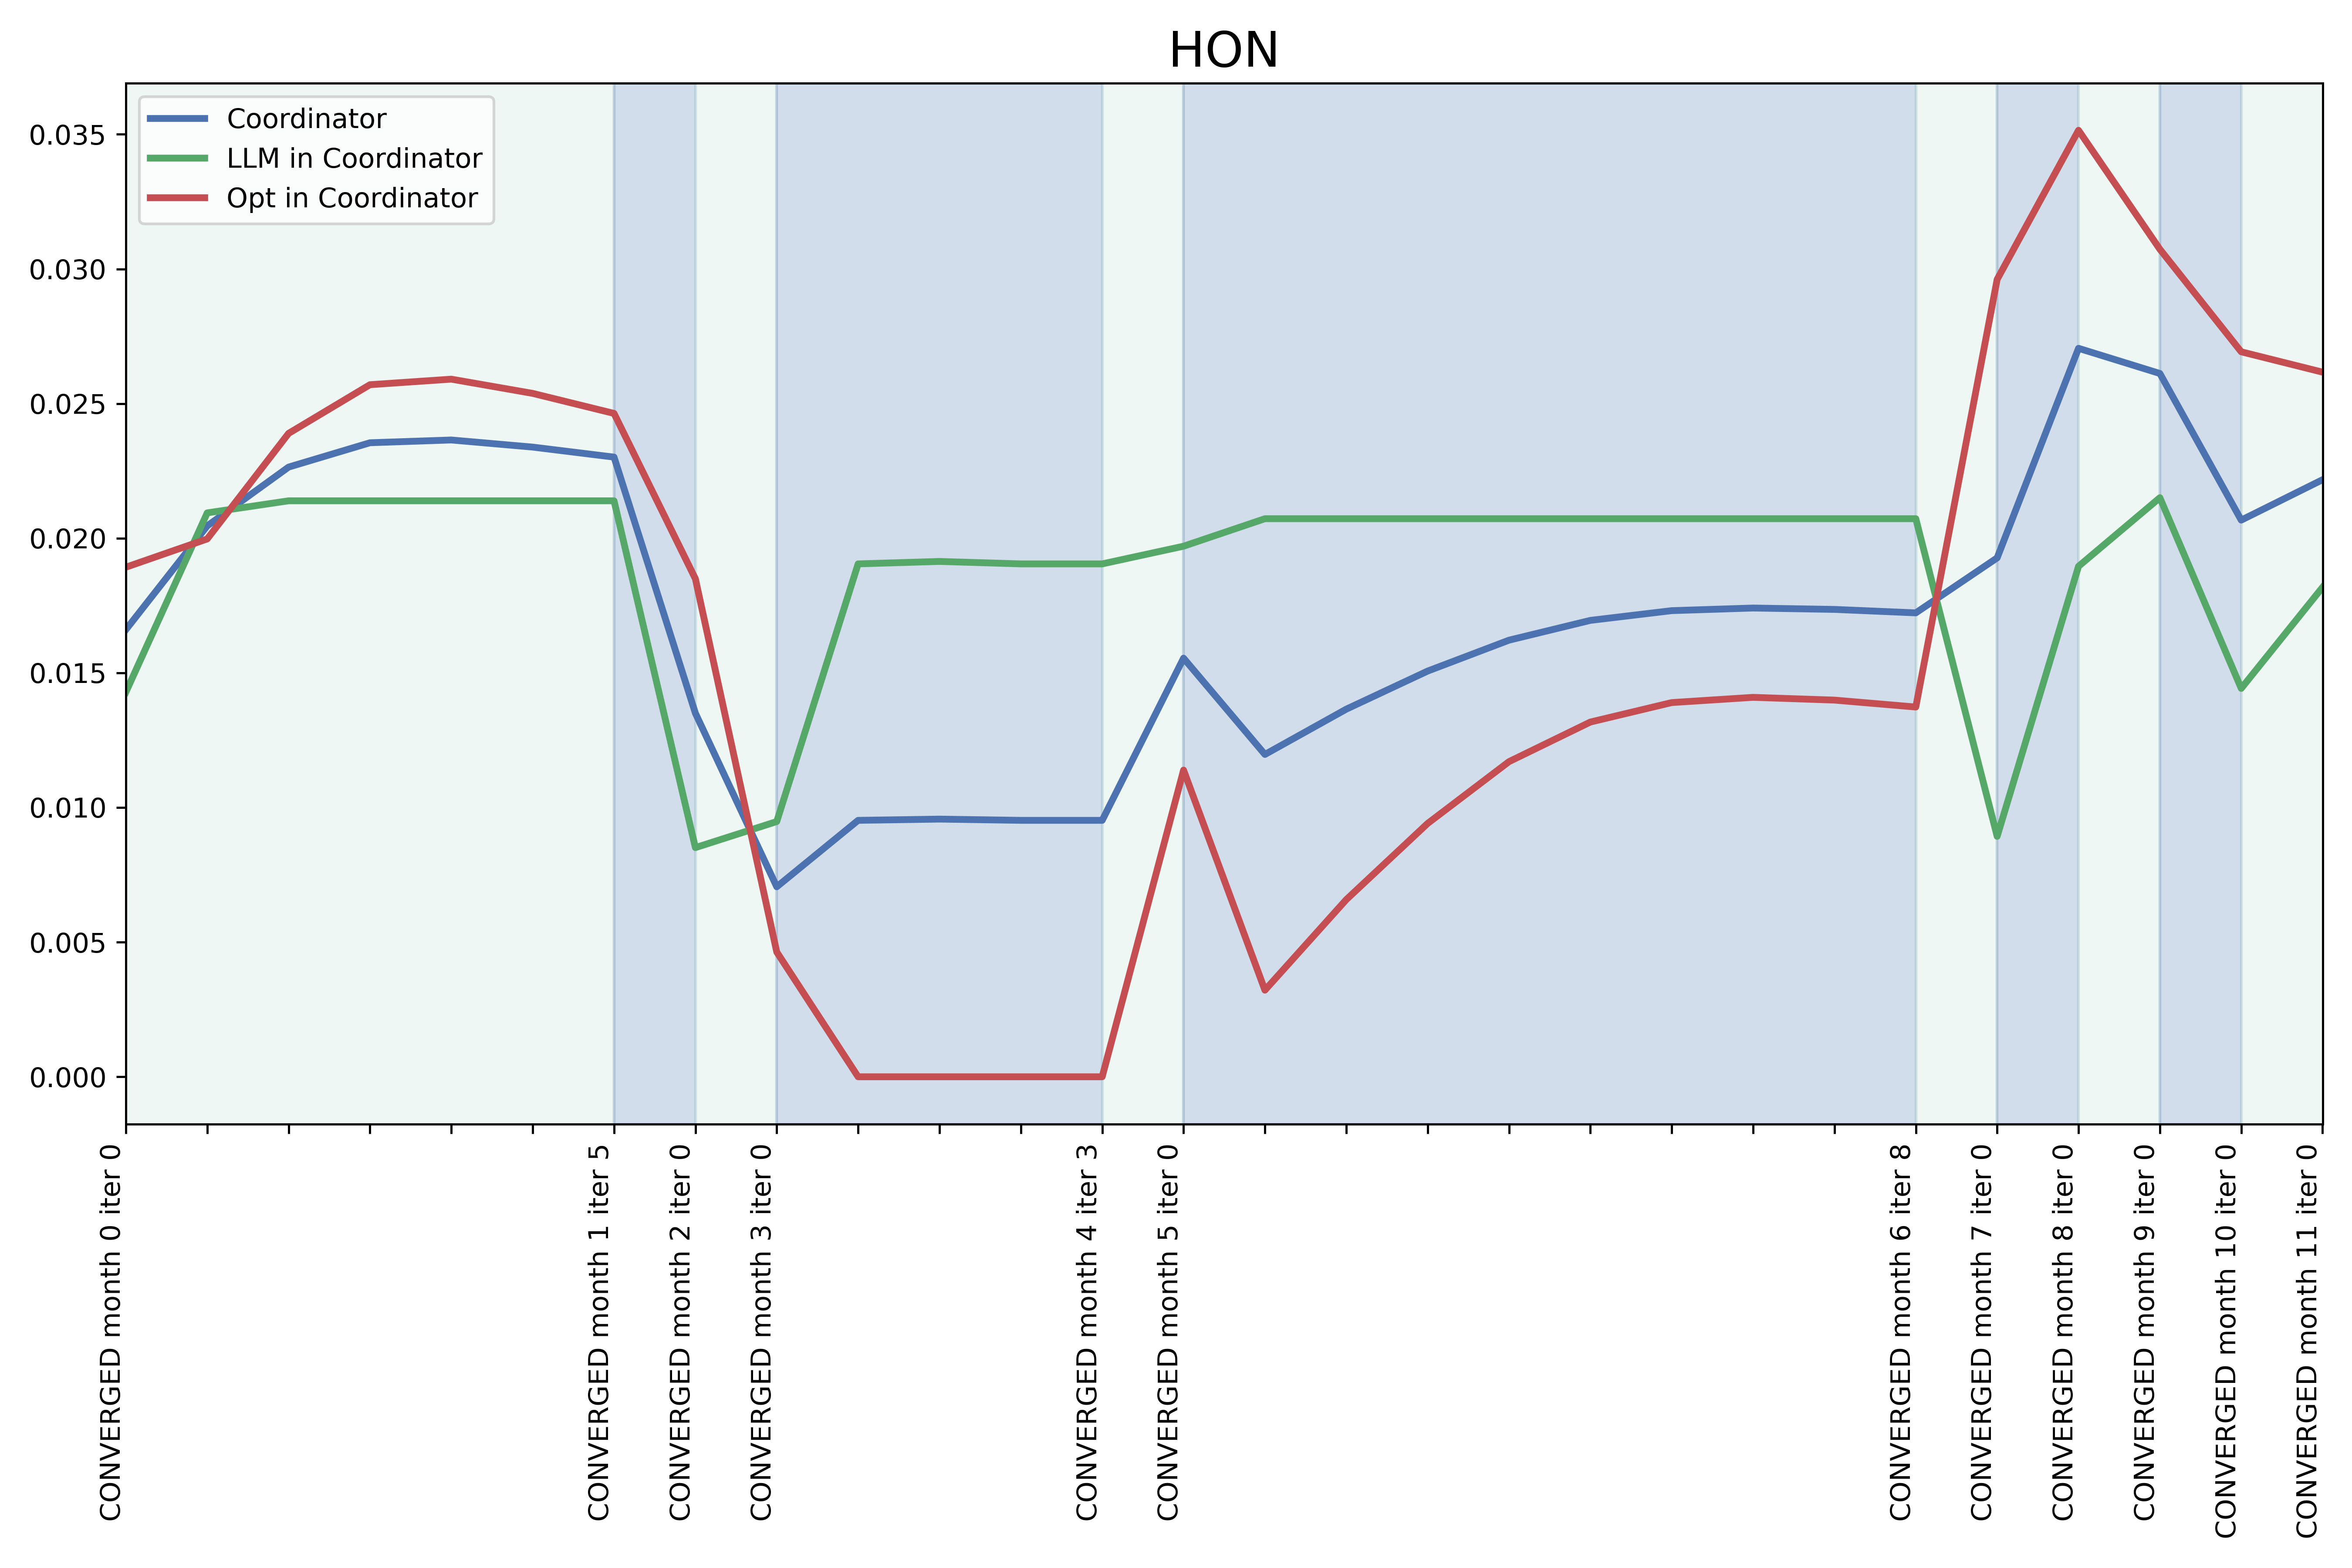 HON
Coordinator
LLM in Coordinator
Opt in Coordinator
0.035
0.030
0.025
0.020
0.015
0.010
0.005
0.000
CONVERGED month 0 iter 0
CONVERGED month 1 iter 5
CONVERGED month 2 iter 0
CONVERGED month 3 iter 0
CONVERGED month 4 iter 3
CONVERGED month 5 iter 0
CONVERGED month 6 iter 8
CONVERGED month 7 iter 0
CONVERGED month 8 iter 0
CONVERGED month 9 iter 0
CONVERGED month 10 iter 0
CONVERGED month 11 iter 0